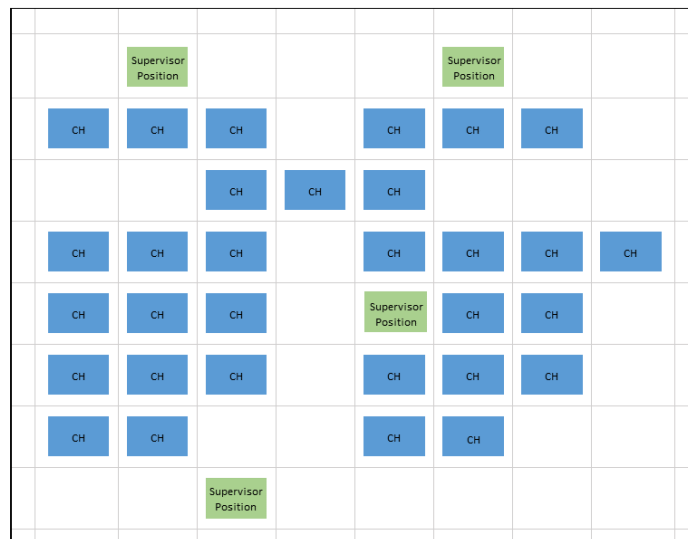 Supervisor
Position
Supervisor
Position
CH CH CH CH CH CH
CH CH CH
CH CH CH CH CH CH CH
CH CH CH Supervisor
Position CH CH
CH CH CH CH CH CH
CH CH CH CH
Supervisor
Position